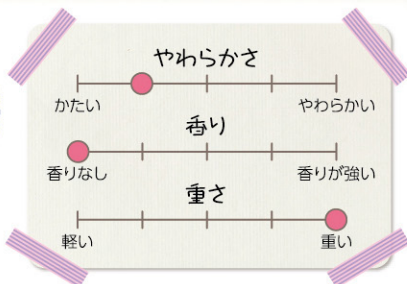 やわらかさ
かたい やわらかい
香り
香りなし 香りが強い
重さ
軽い 重い